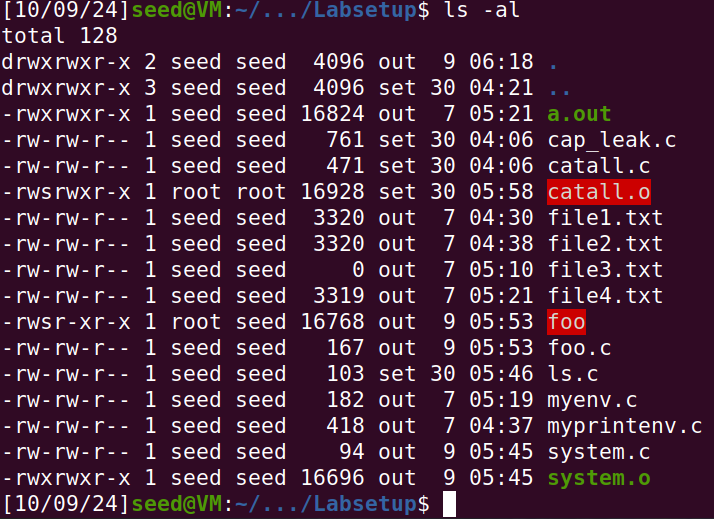 [10/09/24]seed@VM:~/.../Labsetup$ ls -al
total 128
drwxrwxr-x 2 seed seed  4096 out  9 06:18 .
drwxrwxr-x 3 seed seed  4096 set 30 04:21 ..
-rwxrwxr-x 1 seed seed 16824 out  7 05:21 a.out
-rw-rw-r-- 1 seed seed   761 set 30 04:06 cap_leak.c
-rw-rw-r-- 1 seed seed   471 set 30 04:06 catall.c
-rwsrwxr-x 1 root root 16928 set 30 05:58 catall.o
-rw-rw-r-- 1 seed seed  3320 out  7 04:30 file1.txt
-rw-rw-r-- 1 seed seed  3320 out  7 04:38 file2.txt
-rw-rw-r-- 1 seed seed     0 out  7 05:10 file3.txt
-rw-rw-r-- 1 seed seed  3319 out  7 05:21 file4.txt
-rwsr-xr-x 1 root seed 16768 out  9 05:53 foo
-rw-rw-r-- 1 seed seed   167 out  9 05:53 foo.c
-rw-rw-r-- 1 seed seed   103 set 30 05:46 ls.c
-rw-rw-r-- 1 seed seed   182 out  7 05:19 myenv.c
-rw-rw-r-- 1 seed seed   418 out  7 04:37 myprintenv.c
-rw-rw-r-- 1 seed seed    94 out  9 05:45 system.c
-rwxrwxr-x 1 seed seed 16696 out  9 05:45 system.o
[10/09/24]seed@VM:~/.../Labsetup$